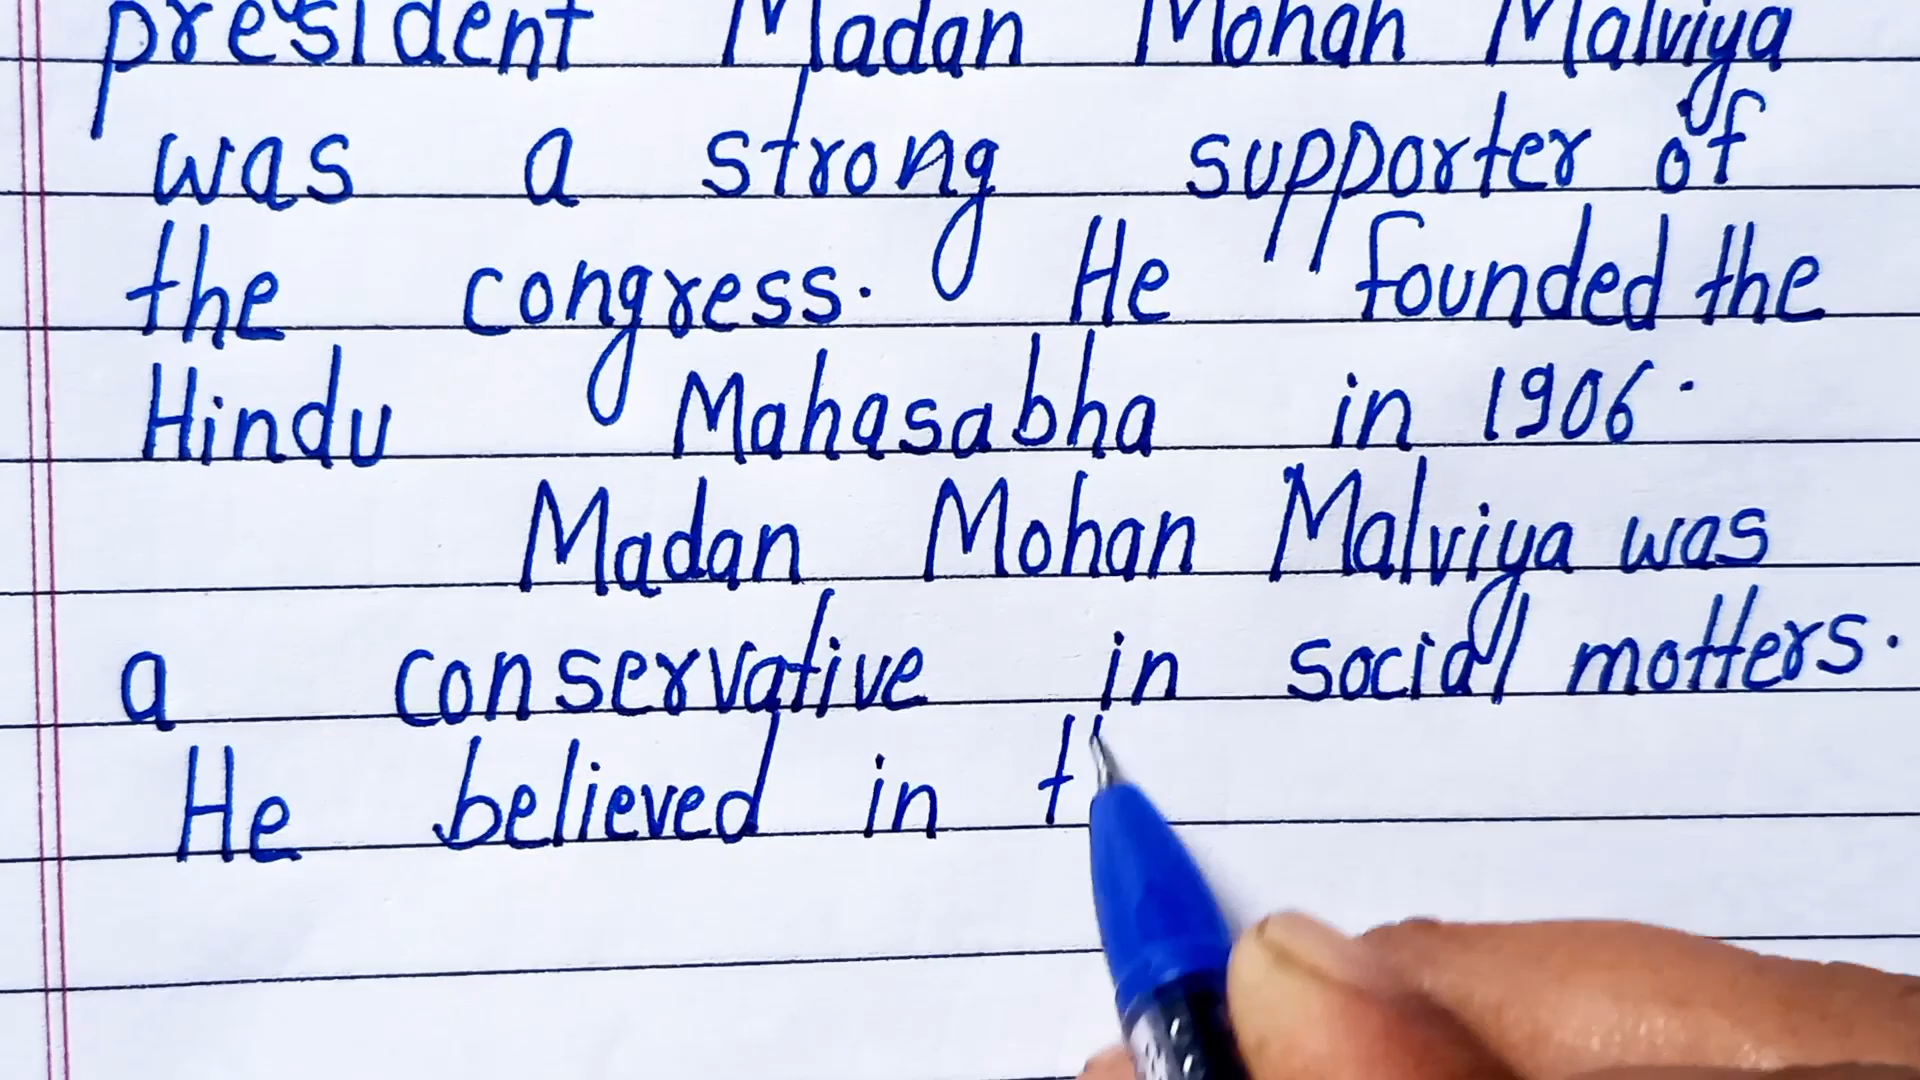 president Madan Mohan Malviya
was a strong supporter of
the congress. He founded the
Hindu Mahasabha in 1906.
Madan Mohan Malviya was
a conservative in social motters.
He believed in